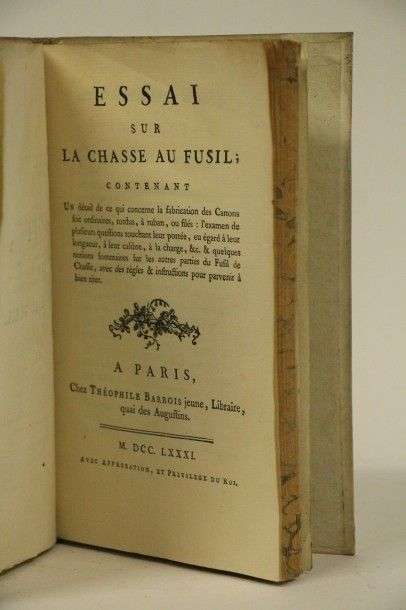 ESSAI
SUR
LA CHASSE AU FUSIL;
CONTENANT
UN détail de ce qui concerne la fabrication des Canons
soit ordinaires, tordus, à ruban, ou filés : l'examen de
plusieurs questions touchant leur portée, eu égard à leur
longueur, à leur calibre, à la charge, &c. & quelques
notions sommaires sur les autres parties du Fusil de
Chasse, avec des règles & instructions pour parvenir à
bien tirer.
A PARIS,
Chez THÉOPHILE BARROIS jeune, Libraire,
quai des Augustins.
M. DCC. LXXXI.
AVEC APPROBATION, ET PRIVILEGE DU ROI.